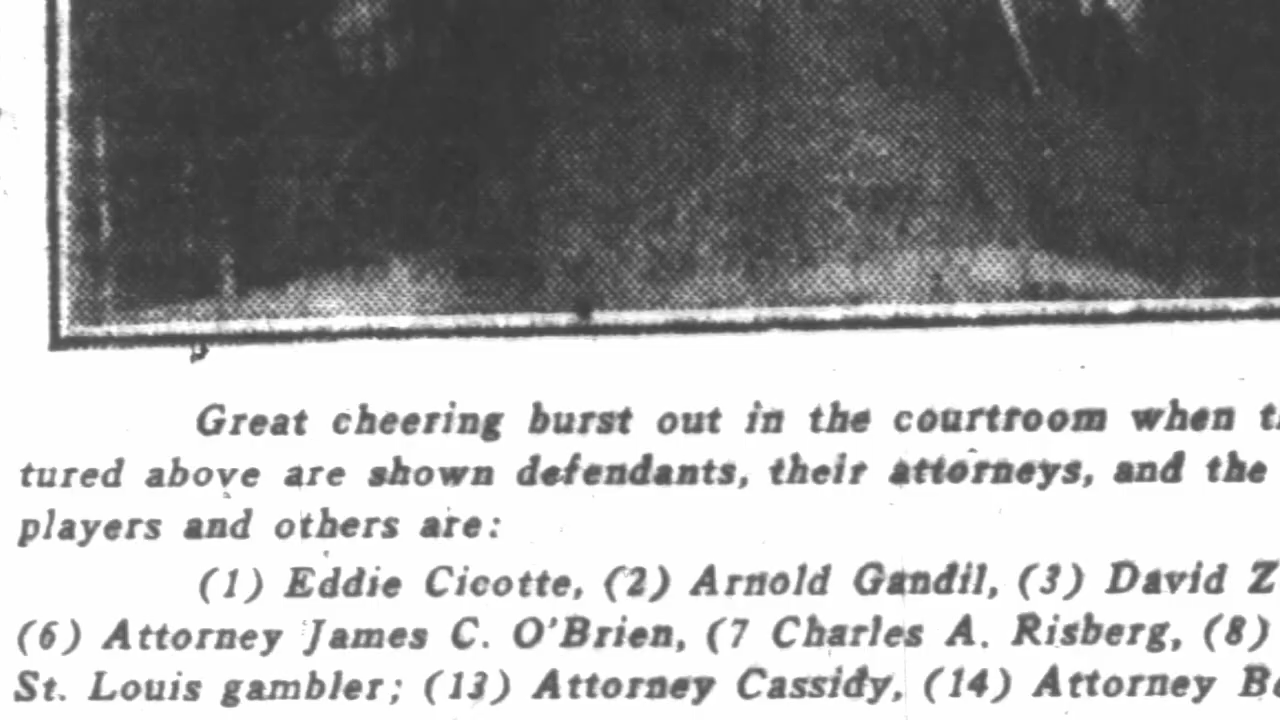 Great cheering burst out in the courtroom when
tured above are shown defendants, their attorneys, and the
players and others are:
(1) Eddie Cicotte, (2) Arnold Gandil, (3) David Z
(6) Attorney James C. O'Brien, (7 Charles A. Risberg, (8)
St. Louis gambler; (13) Attorney Cassidy, (14) Attorney